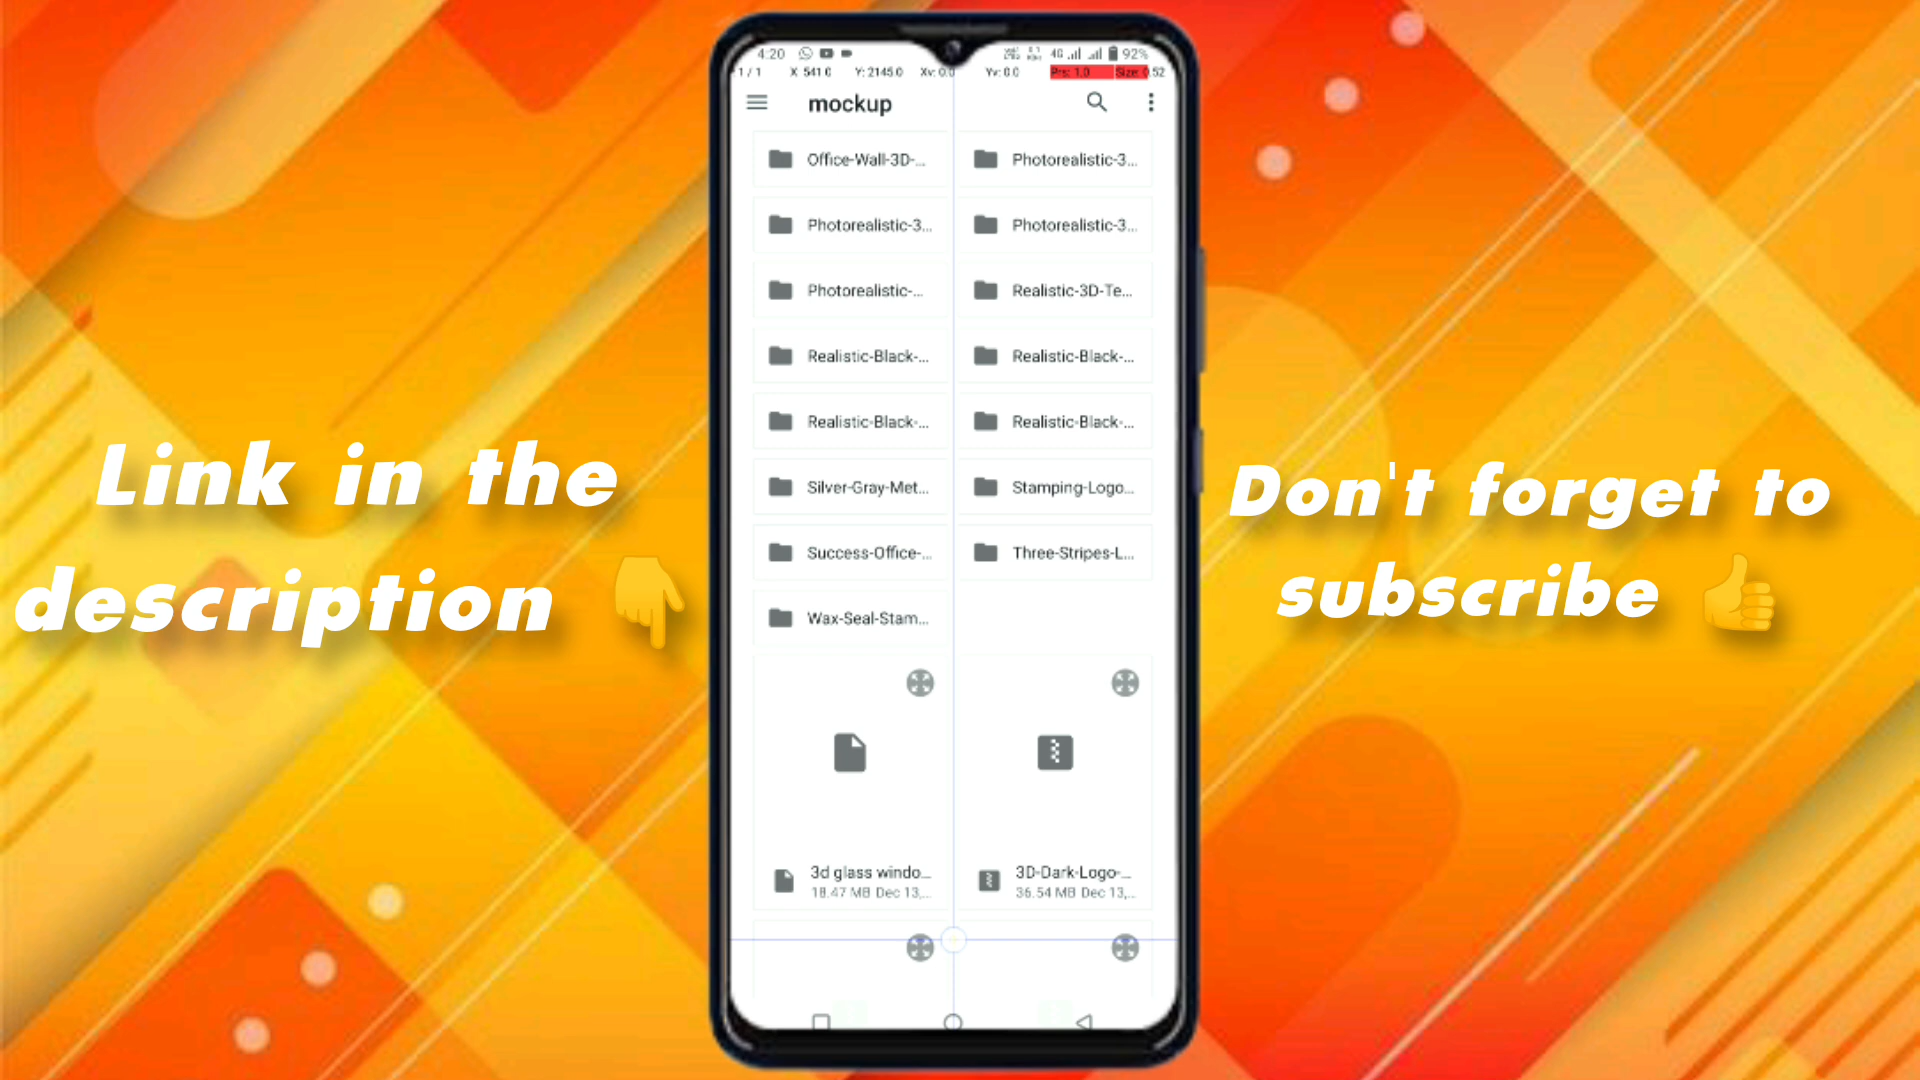 4:20 4G 92%
1 / 1 X: 541.0 Y: 2145.0 Xv: 0.0 Yv: 0.0 Prs: 1.0 Size: 0.52
mockup
Office-Wall-3D-...
Photorealistic-3...
Photorealistic-3...
Photorealistic-3...
Photorealistic-...
Realistic-3D-Te...
Realistic-Black-...
Realistic-Black-...
Realistic-Black-...
Realistic-Black-...
Silver-Gray-Met...
Stamping-Logo...
Success-Office-...
Three-Stripes-L...
Wax-Seal-Stam...
3d glass windo...
18.47 MB Dec 13,...
3D-Dark-Logo-...
36.54 MB Dec 13,...
Link in the
description 👇
Don't forget to
subscribe 👍